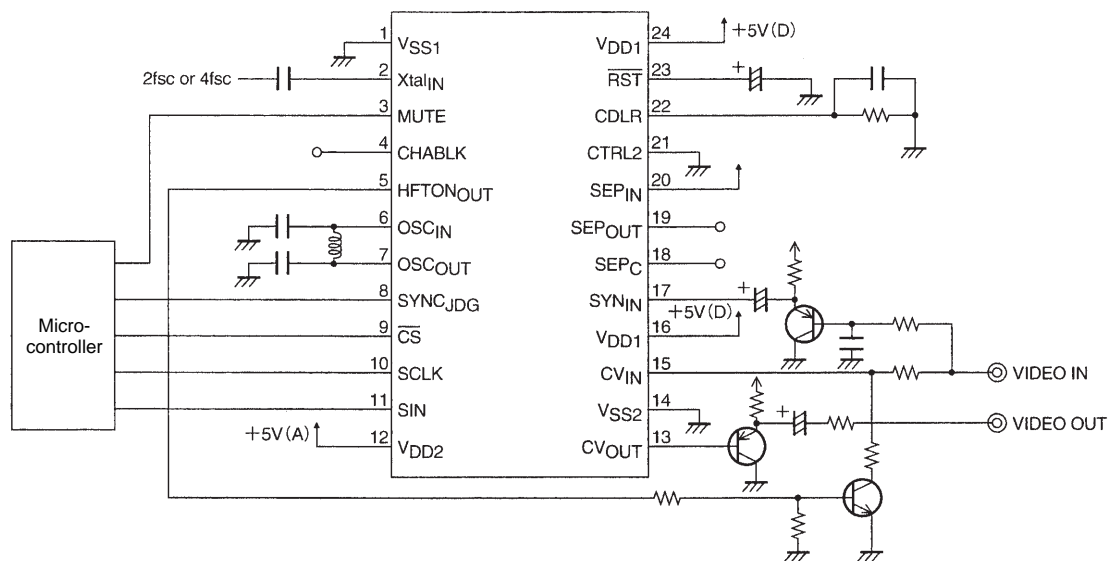 1 VSS1
2fsc or 4fsc 2 XtalIN
3 MUTE
4 CHABLK
5 HFTONOUT
6 OSCIN
7 OSCOUT
8 SYNCJDG
9 CS
10 SCLK
11 SIN
+5V(A) 12 VDD2
Micro-
controller
VDD1 24 +5V(D)
RST 23 +
CDLR 22
CTRL2 21
SEPIN 20
SEPOUT 19
SEPC 18
SYNIN 17 +
VDD1 16 +5V(D)
CVIN 15
VSS2 14
CVOUT 13 +
VIDEO IN
VIDEO OUT